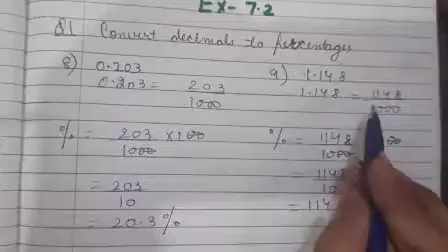 EX - 7.2
Q1 Convert decimals to percentages
8) 0.203
0.203 = 203/1000
% = 203/1000 × 100
= 203/10
= 20.3 %
9) 1.148
1.148 = 1148/1000
% = 1148
= 1148/10
= 114